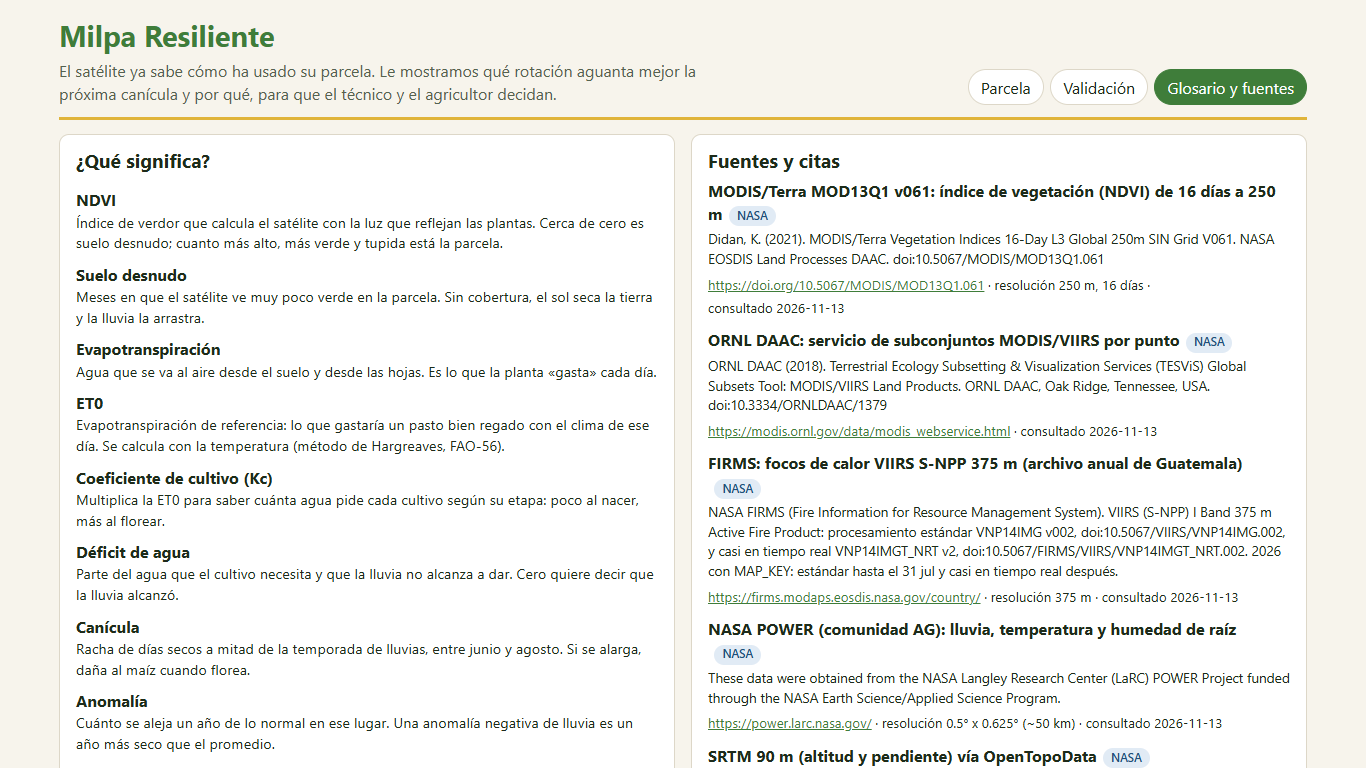 Milpa Resiliente
El satélite ya sabe cómo ha usado su parcela. Le mostramos qué rotación aguanta mejor la
próxima canícula y por qué, para que el técnico y el agricultor decidan.
Parcela
Validación
Glosario y fuentes
¿Qué significa?
NDVI
Índice de verdor que calcula el satélite con la luz que reflejan las plantas. Cerca de cero es
suelo desnudo; cuanto más alto, más verde y tupida está la parcela.
Suelo desnudo
Meses en que el satélite ve muy poco verde en la parcela. Sin cobertura, el sol seca la tierra
y la lluvia la arrastra.
Evapotranspiración
Agua que se va al aire desde el suelo y desde las hojas. Es lo que la planta «gasta» cada día.
ET0
Evapotranspiración de referencia: lo que gastaría un pasto bien regado con el clima de ese
día. Se calcula con la temperatura (método de Hargreaves, FAO-56).
Coeficiente de cultivo (Kc)
Multiplica la ET0 para saber cuánta agua pide cada cultivo según su etapa: poco al nacer,
más al florear.
Déficit de agua
Parte del agua que el cultivo necesita y que la lluvia no alcanza a dar. Cero quiere decir que
la lluvia alcanzó.
Canícula
Racha de días secos a mitad de la temporada de lluvias, entre junio y agosto. Si se alarga,
daña al maíz cuando florea.
Anomalía
Cuánto se aleja un año de lo normal en ese lugar. Una anomalía negativa de lluvia es un
año más seco que el promedio.
Fuentes y citas
MODIS/Terra MOD13Q1 v061: índice de vegetación (NDVI) de 16 días a 250
m NASA
Didan, K. (2021). MODIS/Terra Vegetation Indices 16-Day L3 Global 250m SIN Grid V061. NASA
EOSDIS Land Processes DAAC. doi:10.5067/MODIS/MOD13Q1.061
https://doi.org/10.5067/MODIS/MOD13Q1.061 · resolución 250 m, 16 días ·
consultado 2026-11-13
ORNL DAAC: servicio de subconjuntos MODIS/VIIRS por punto NASA
ORNL DAAC (2018). Terrestrial Ecology Subsetting & Visualization Services (TESViS) Global
Subsets Tool: MODIS/VIIRS Land Products. ORNL DAAC, Oak Ridge, Tennessee, USA.
doi:10.3334/ORNLDAAC/1379
https://modis.ornl.gov/data/modis_webservice.html · consultado 2026-11-13
FIRMS: focos de calor VIIRS S-NPP 375 m (archivo anual de Guatemala)
NASA
NASA FIRMS (Fire Information for Resource Management System). VIIRS (S-NPP) I Band 375 m
Active Fire Product: procesamiento estándar VNP14IMG v002, doi:10.5067/VIIRS/VNP14IMG.002,
y casi en tiempo real VNP14IMGT_NRT v2, doi:10.5067/FIRMS/VIIRS/VNP14IMGT_NRT.002. 2026
con MAP_KEY: estándar hasta el 31 jul y casi en tiempo real después.
https://firms.modaps.eosdis.nasa.gov/country/ · resolución 375 m · consultado 2026-11-13
NASA POWER (comunidad AG): lluvia, temperatura y humedad de raíz
NASA
These data were obtained from the NASA Langley Research Center (LaRC) POWER Project funded
through the NASA Earth Science/Applied Science Program.
https://power.larc.nasa.gov/ · resolución 0.5° x 0.625° (~50 km) · consultado 2026-11-13
SRTM 90 m (altitud y pendiente) vía OpenTopoData NASA